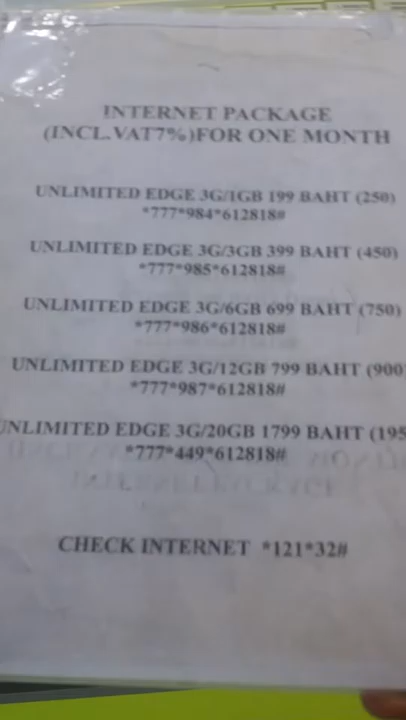 INTERNET PACKAGE
(INCL.VAT7%)FOR ONE MONTH
UNLIMITED EDGE 3G/1GB 199 BAHT (250)
*777*984*612818#
UNLIMITED EDGE 3G/3GB 399 BAHT (450)
*777*985*612818#
UNLIMITED EDGE 3G/6GB 699 BAHT (750)
*777*986*612818#
UNLIMITED EDGE 3G/12GB 799 BAHT (900)
*777*987*612818#
UNLIMITED EDGE 3G/20GB 1799 BAHT (195
*777*449*612818#
CHECK INTERNET *121*32#